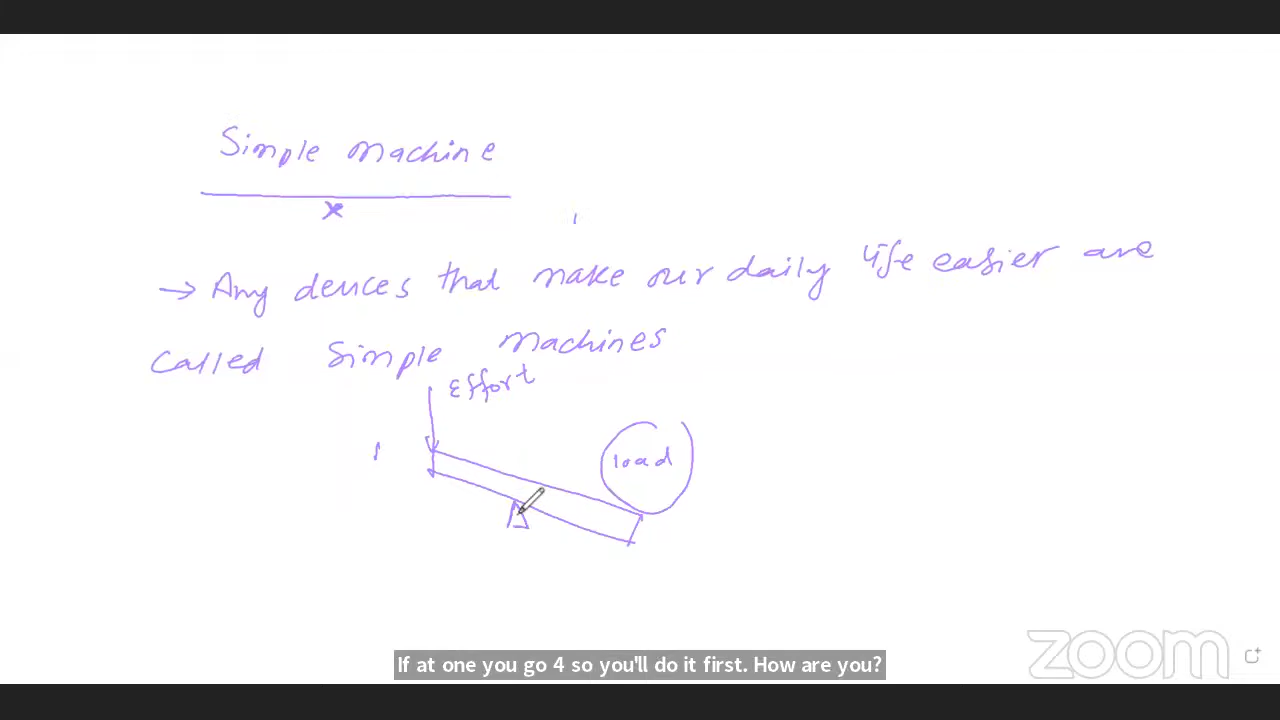 Simple Machine
→ Any devices that make our daily life easier are
called Simple machines
Effort
load
If at one you go 4 so you'll do it first. How are you?
zoom